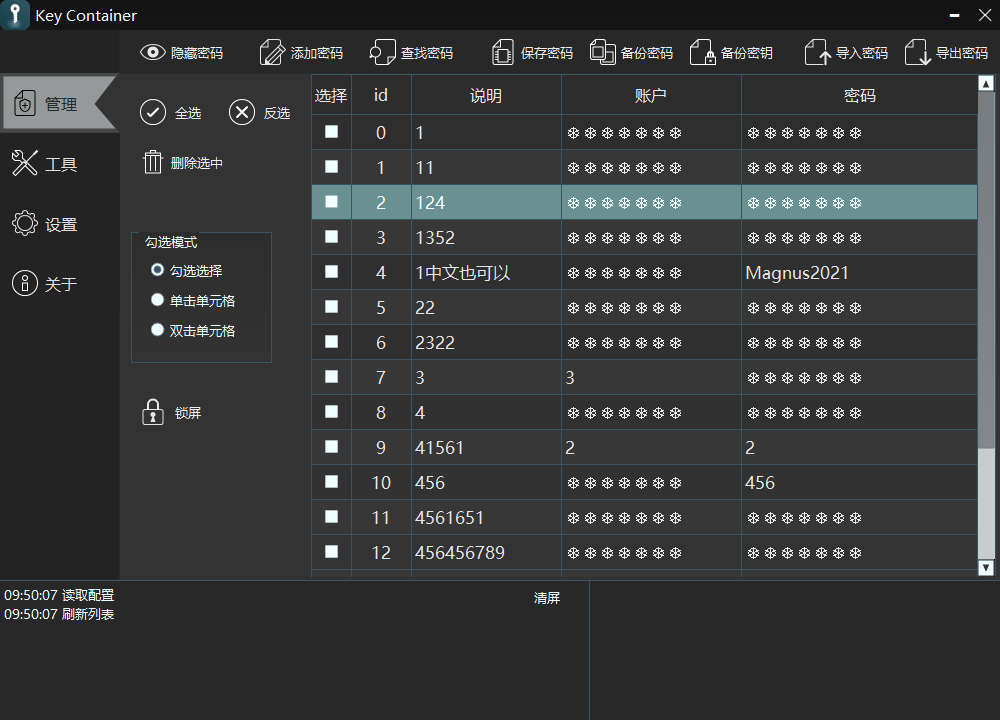 Key Container
隐藏密码 添加密码 查找密码 保存密码 备份密码 备份密钥 导入密码 导出密码
管理
工具
设置
关于
全选 反选
删除选中
勾选模式
勾选选择
单击单元格
双击单元格
锁屏
选择 id 说明 账户 密码
0 1 ❄❄❄❄❄❄❄ ❄❄❄❄❄❄❄
1 11 ❄❄❄❄❄❄❄ ❄❄❄❄❄❄❄
2 124 ❄❄❄❄❄❄❄ ❄❄❄❄❄❄❄
3 1352 ❄❄❄❄❄❄❄ ❄❄❄❄❄❄❄
4 1中文也可以 ❄❄❄❄❄❄❄ Magnus2021
5 22 ❄❄❄❄❄❄❄ ❄❄❄❄❄❄❄
6 2322 ❄❄❄❄❄❄❄ ❄❄❄❄❄❄❄
7 3 3 ❄❄❄❄❄❄❄
8 4 ❄❄❄❄❄❄❄ ❄❄❄❄❄❄❄
9 41561 2 2
10 456 ❄❄❄❄❄❄❄ 456
11 4561651 ❄❄❄❄❄❄❄ ❄❄❄❄❄❄❄
12 456456789 ❄❄❄❄❄❄❄ ❄❄❄❄❄❄❄
09:50:07 读取配置
09:50:07 刷新列表
清屏